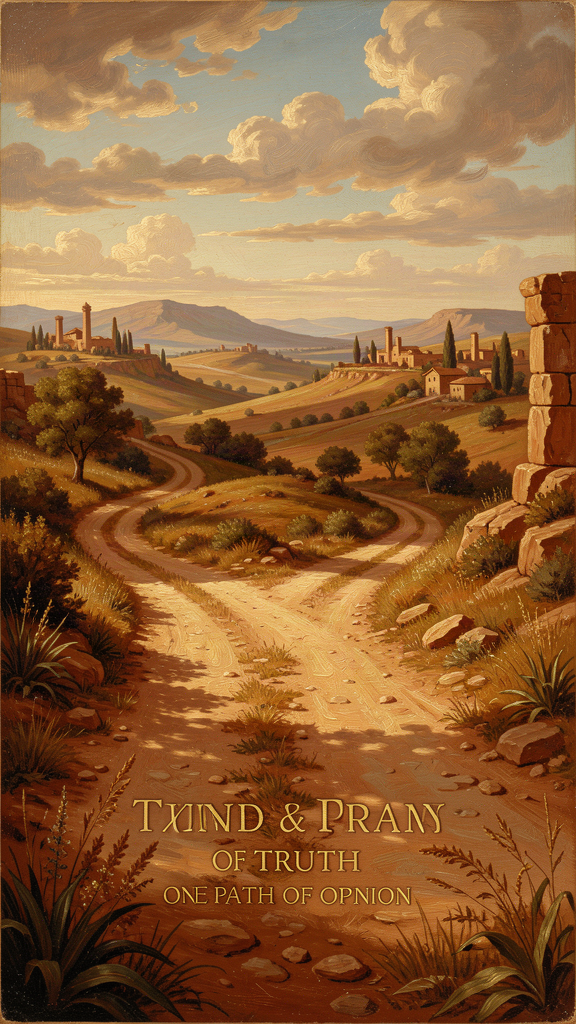 TXIND & PRANY
OF TRUTH
ONE PATH OF OPNION